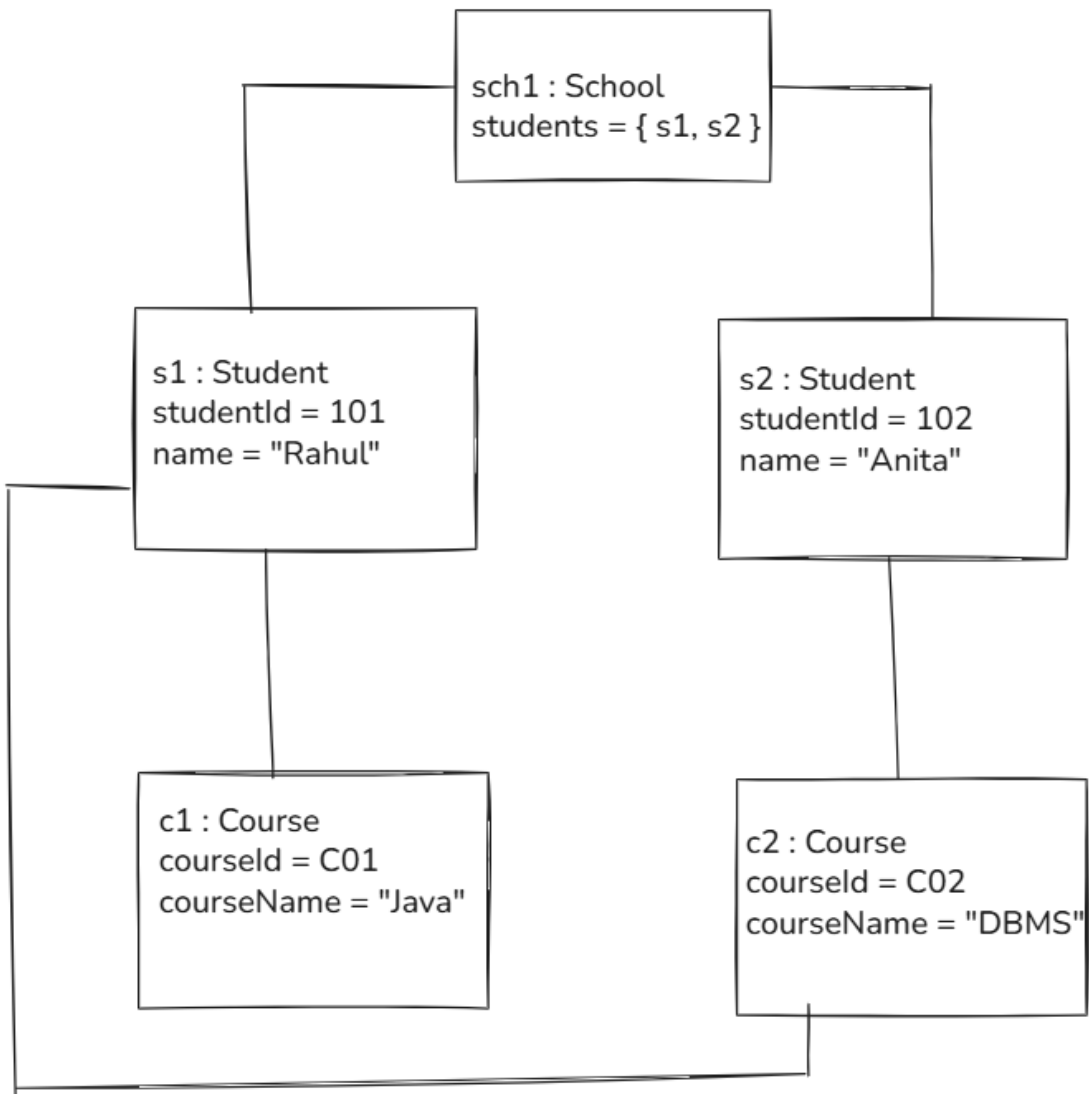 sch1 : School
students = { s1, s2 }
s1 : Student
studentId = 101
name = "Rahul"
s2 : Student
studentId = 102
name = "Anita"
c1 : Course
courseId = C01
courseName = "Java"
c2 : Course
courseId = C02
courseName = "DBMS"